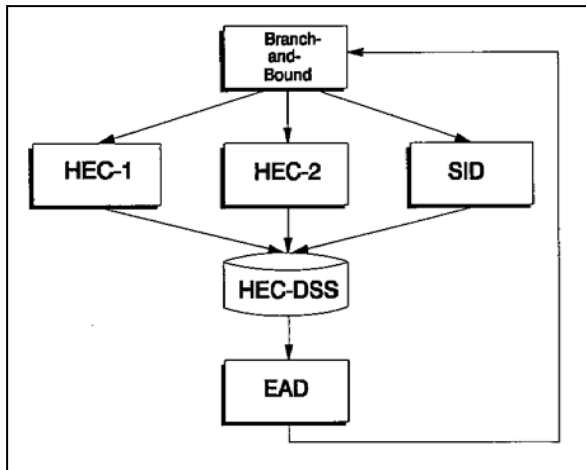 Branch-
and-
Bound
HEC-1
HEC-2
SID
HEC-DSS
EAD